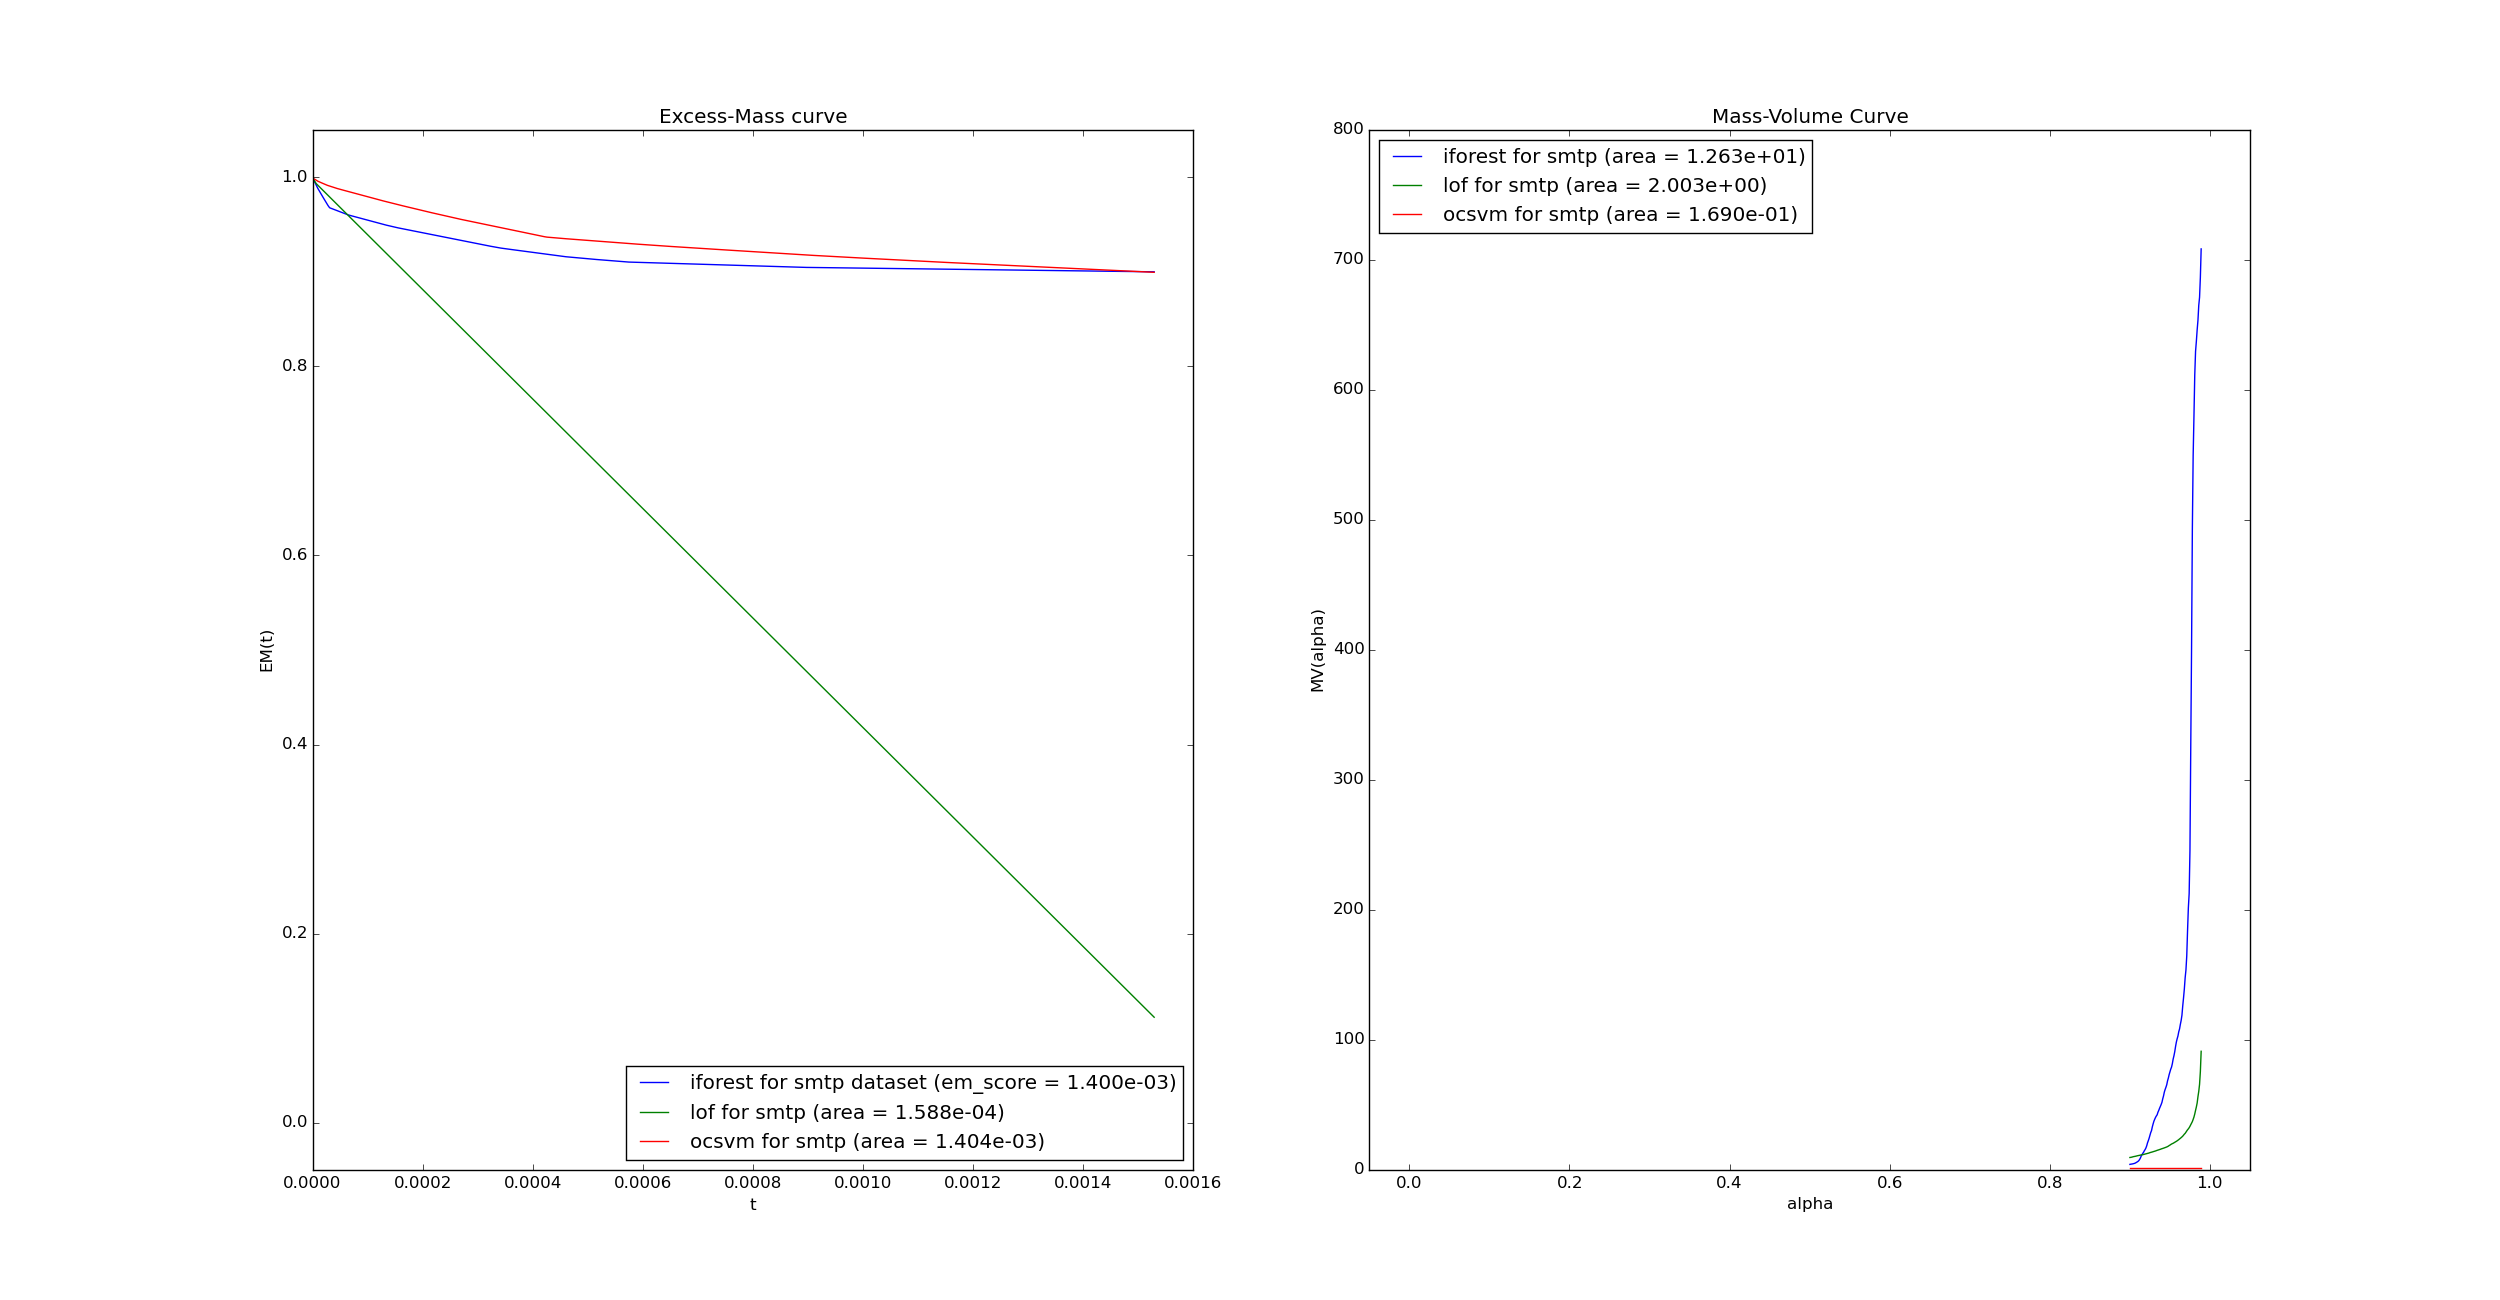 Excess-Mass curve
1.0
0.8
0.6
0.4
0.2
0.0
EM(t)
0.0000 0.0002 0.0004 0.0006 0.0008 0.0010 0.0012 0.0014 0.0016
t
iforest for smtp dataset (em_score = 1.400e-03)
lof for smtp (area = 1.588e-04)
ocsvm for smtp (area = 1.404e-03)
Mass-Volume Curve
800
700
600
500
400
300
200
100
0
MV(alpha)
0.0 0.2 0.4 0.6 0.8 1.0
alpha
iforest for smtp (area = 1.263e+01)
lof for smtp (area = 2.003e+00)
ocsvm for smtp (area = 1.690e-01)